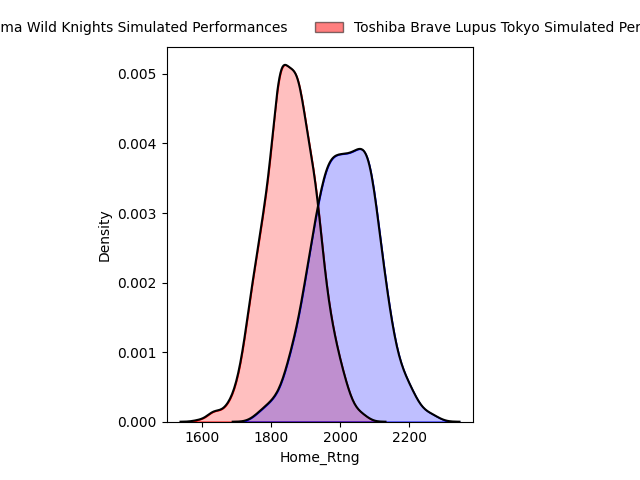 ma Wild Knights Simulated Performances Toshiba Brave Lupus Tokyo Simulated Per
0.005
0.004
0.003
0.002
0.001
0.000
Density
1600 1800 2000 2200
Home_Rtng